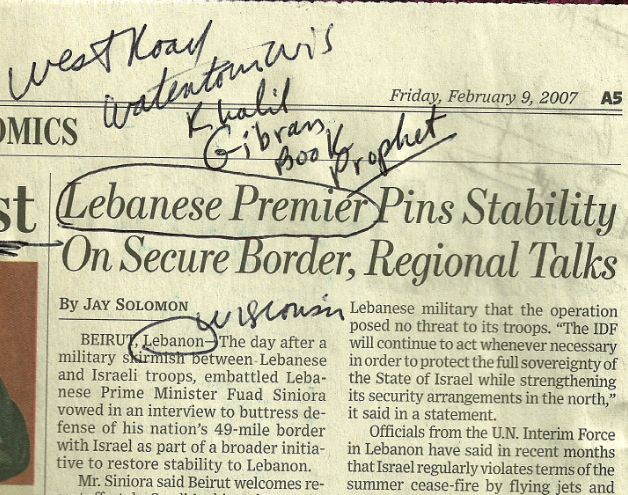 West Road
Watertown Wis
Khalil
Gibran
Book
Prophet
Friday, February 9, 2007 A5
OMICS
st
Lebanese Premier Pins Stability
On Secure Border, Regional Talks
By JAY SOLOMON
Wisconsin
BEIRUT, Lebanon—The day after a
military skirmish between Lebanese
and Israeli troops, embattled Leba-
nese Prime Minister Fuad Siniora
vowed in an interview to buttress de-
fense of his nation's 49-mile border
with Israel as part of a broader initia-
tive to restore stability to Lebanon.
Mr. Siniora said Beirut welcomes re-
Lebanese military that the operation
posed no threat to its troops. “The IDF
will continue to act whenever necessary
in order to protect the full sovereignty of
the State of Israel while strengthening
its security arrangements in the north,”
it said in a statement.
Officials from the U.N. Interim Force
in Lebanon have said in recent months
that Israel regularly violates terms of the
summer cease-fire by flying jets and